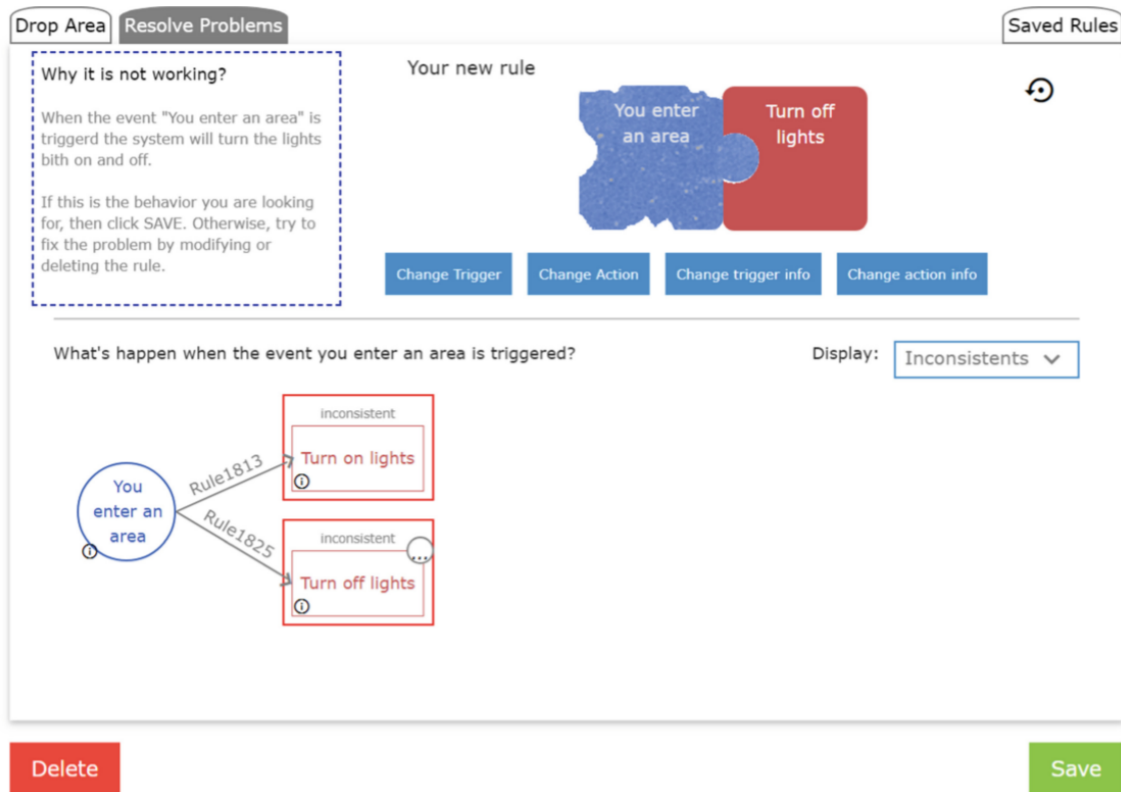 Drop Area
Resolve Problems
Saved Rules
Why it is not working?
When the event "You enter an area" is
triggerd the system will turn the lights
bith on and off.
If this is the behavior you are looking
for, then click SAVE. Otherwise, try to
fix the problem by modifying or
deleting the rule.
Your new rule
You enter
an area
Turn off
lights
Change Trigger
Change Action
Change trigger info
Change action info
What's happen when the event you enter an area is triggered?
Display:
Inconsistents
You
enter an
area
Rule1813
inconsistent
Turn on lights
Rule1825
inconsistent
...
Turn off lights
Delete
Save